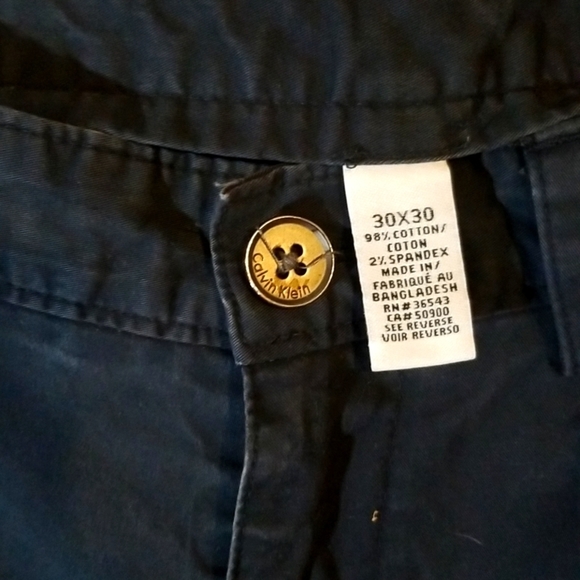 Calvin Klein
30X30
98% COTTON/
COTON
2% SPANDEX
MADE IN/
FABRIQUÉ AU
BANGLADESH
RN#36543
CA#50900
SEE REVERSE
VOIR REVERSO